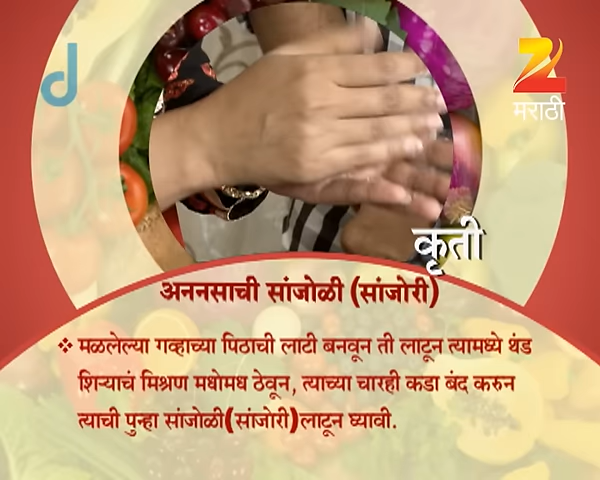 d
मराठी
कृती
अननसाची सांजोळी (सांजोरी)
❖ मळलेल्या गव्हाच्या पिठाची लाटी बनवून ती लाटून त्यामध्ये थंड
शिऱ्याचं मिश्रण मधोमध ठेवून, त्याच्या चारही कडा बंद करुन
त्याची पुन्हा सांजोळी(सांजोरी)लाटून घ्यावी.